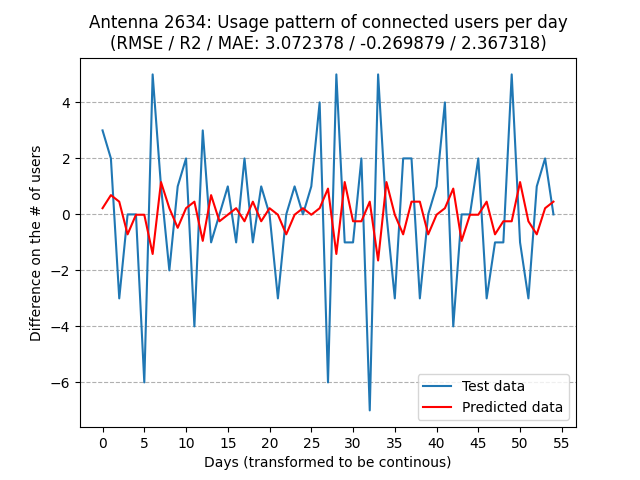 Antenna 2634: Usage pattern of connected users per day
(RMSE / R2 / MAE: 3.072378 / -0.269879 / 2.367318)
Difference on the # of users
4
2
0
−2
−4
−6
Test data
Predicted data
0 5 10 15 20 25 30 35 40 45 50 55
Days (transformed to be continous)